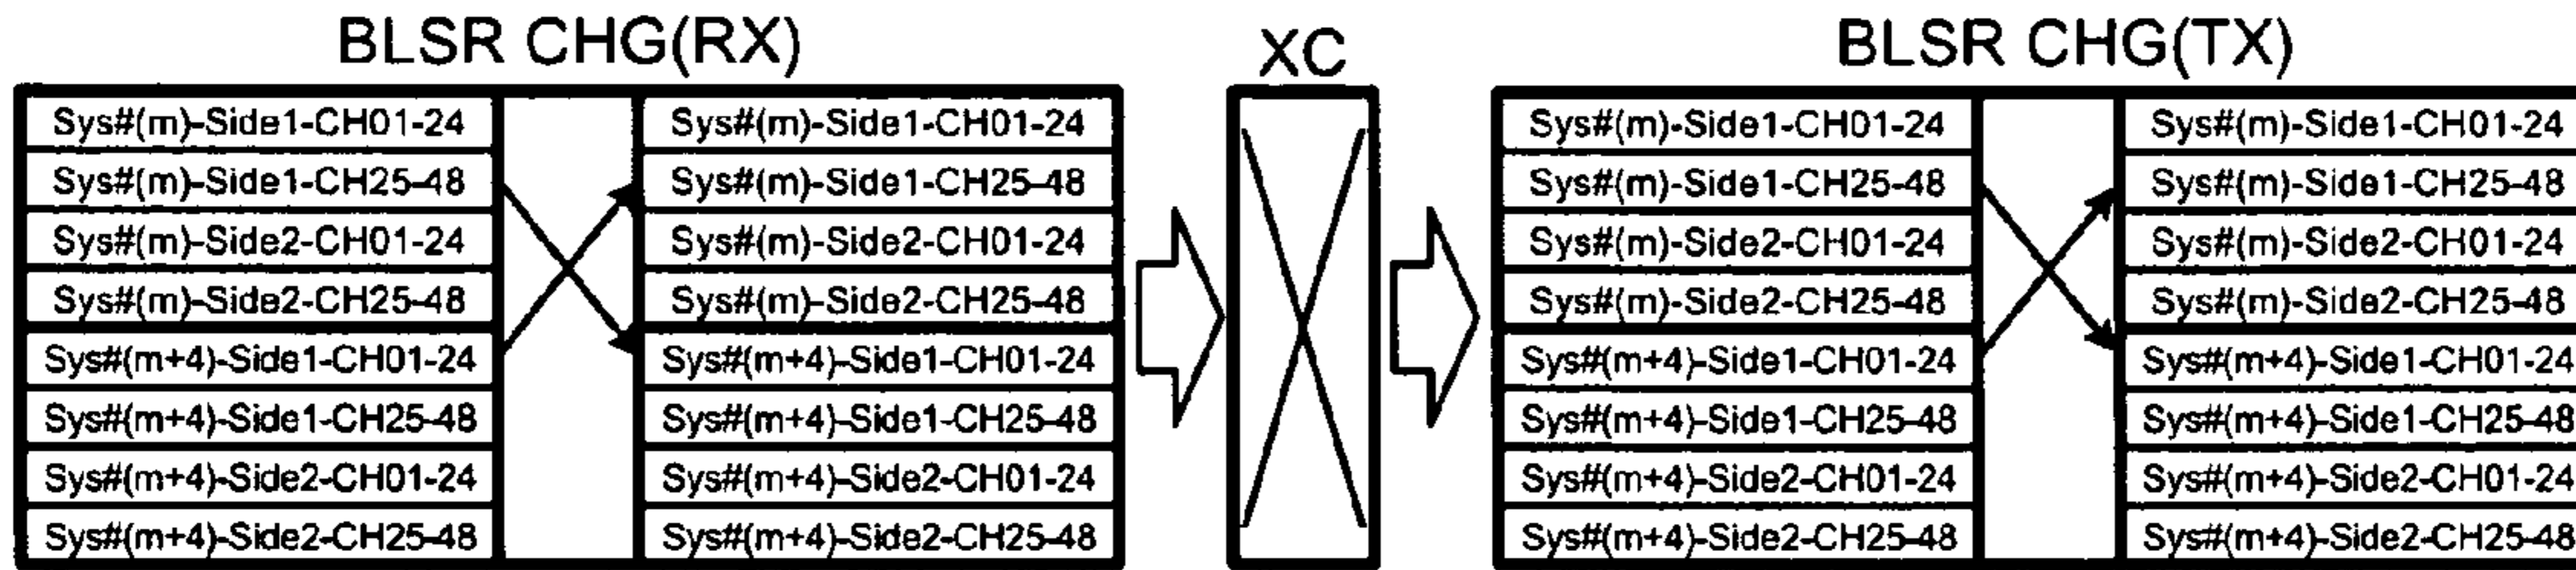 BLSR CHG(RX)
XC
BLSR CHG(TX)
Sys#(m)-Side1-CH01-24
Sys#(m)-Side1-CH25-48
Sys#(m)-Side2-CH01-24
Sys#(m)-Side2-CH25-48
Sys#(m+4)-Side1-CH01-24
Sys#(m+4)-Side1-CH25-48
Sys#(m+4)-Side2-CH01-24
Sys#(m+4)-Side2-CH25-48
Sys#(m)-Side1-CH01-24
Sys#(m)-Side1-CH25-48
Sys#(m)-Side2-CH01-24
Sys#(m)-Side2-CH25-48
Sys#(m+4)-Side1-CH01-24
Sys#(m+4)-Side1-CH25-48
Sys#(m+4)-Side2-CH01-24
Sys#(m+4)-Side2-CH25-48
Sys#(m)-Side1-CH01-24
Sys#(m)-Side1-CH25-48
Sys#(m)-Side2-CH01-24
Sys#(m)-Side2-CH25-48
Sys#(m+4)-Side1-CH01-24
Sys#(m+4)-Side1-CH25-48
Sys#(m+4)-Side2-CH01-24
Sys#(m+4)-Side2-CH25-48
Sys#(m)-Side1-CH01-24
Sys#(m)-Side1-CH25-48
Sys#(m)-Side2-CH01-24
Sys#(m)-Side2-CH25-48
Sys#(m+4)-Side1-CH01-24
Sys#(m+4)-Side1-CH25-48
Sys#(m+4)-Side2-CH01-24
Sys#(m+4)-Side2-CH25-48